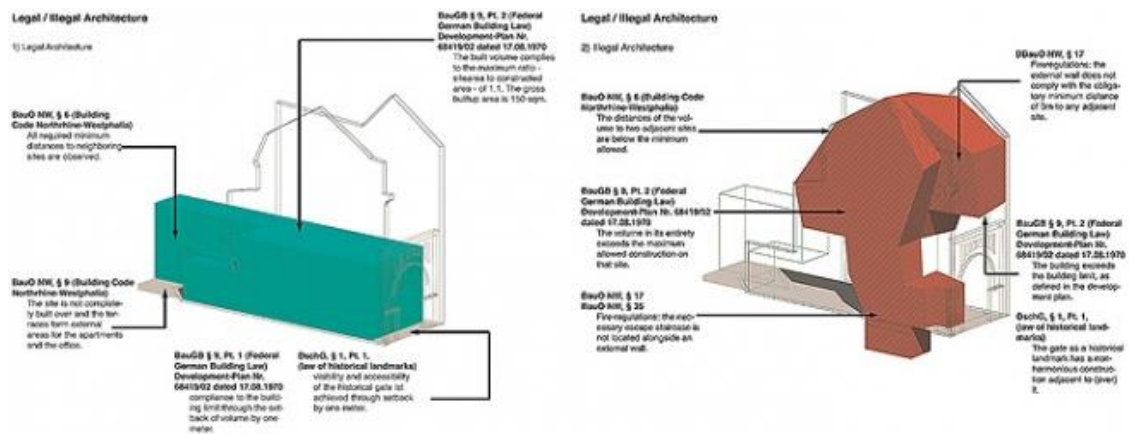 Legal / Illegal Architecture
1) Legal Architecture
BauGB § 9, Pt. 2 (Federal
German Building Law)
Development-Plan Nr.
68419/02 dated 17.08.1970
The built volume complies
to the maximum ratio -
sitearea to constructed
area - of 1,1. The gross
buildup area is 150 sqm.
BauO NW, § 6 (Building
Code Northrhine-Westphalia)
All required minimum
distances to neighboring
sites are observed.
BauO NW, § 9 (Building Code
Northrhine-Westphalia)
The site is not complete-
ly built over and the ter-
races form external
areas for the apartments
and the office.
BauGB § 9, Pt. 1 (Federal
German Building Law)
Development-Plan Nr.
68419/02 dated 17.08.1970
compliance to the build-
ing limit through the set-
back of volume by one
meter.
DschG, § 1, Pt. 1,
(law of historical landmarks)
visibility and accessibility
of the historical gate ist
achieved through setback
by one meter.
Legal / Illegal Architecture
2) Illegal Architecture
BauO NW, § 6 (Building Code
Northrhine-Westphalia)
The distances of the vol-
ume to two adjacent sites
are below the minimum
allowed.
BauGB § 9, Pt. 2 (Federal
German Building Law)
Development-Plan Nr. 68419/02
dated 17.08.1970
The volume in its entirety
exceeds the maximum
allowed construction on
that site.
BauO NW, § 17
BauO NW, § 35
Fire-regulations: the nec-
essary escape staircase is
not located alongside an
external wall.
BBauO NW, § 17
Fireregulations: the
external wall does not
comply with the obliga-
tory minimum distance
of 3m to any adjacent
site.
BauGB § 9, Pt. 2 (Federal
German Building Law)
Development-Plan Nr.
68419/02 dated 17.08.1970
The building exceeds
the building limit, as
defined in the develop-
ment plan.
DschG, § 1, Pt. 1,
(law of historical land-
marks)
The gate as a historical
landmark has a non-
harmonious construc-
tion adjacent to (over)
it.